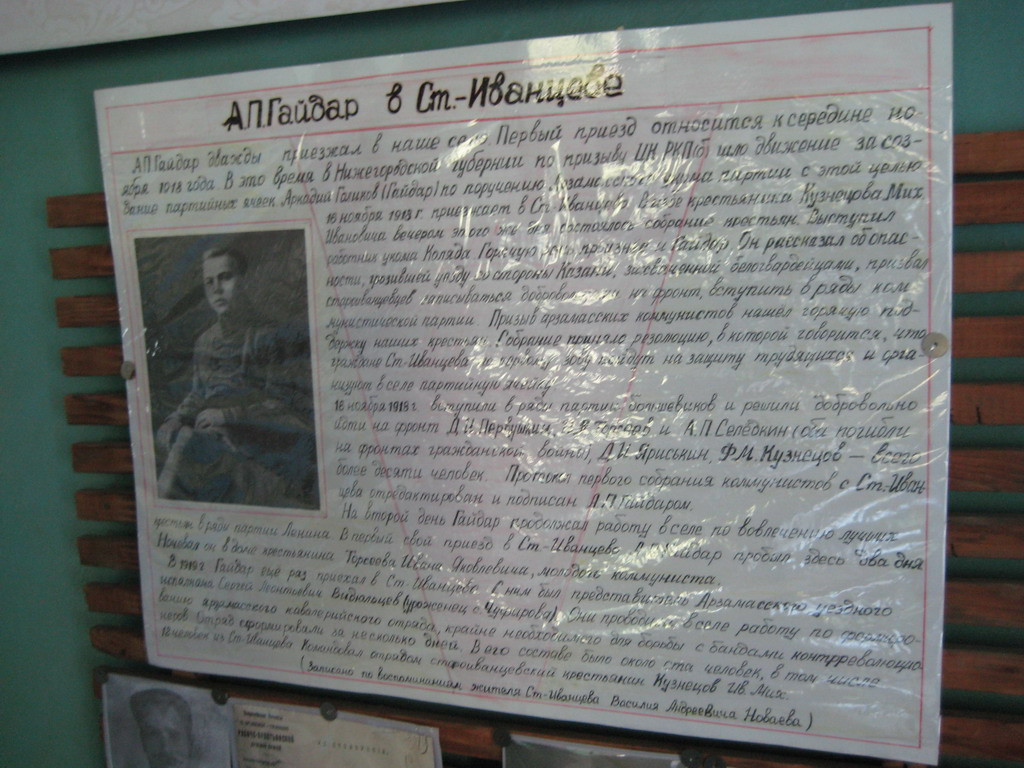 А.П.Гайдар в Ст.-Иванцеве
А.П.Гайдар дважды приезжал в наше село. Первый приезд относится к середине но-
ября 1918 года. В это время в Нижегородской губернии по призыву ЦК РКП(б) шло движение за соз-
дание партийных ячеек. Аркадий Голиков (Гайдар) по поручению Арзамасского укома партии с этой целью
16 ноября 1918 г. приезжает в Ст. Иванцево. В избе крестьянина Кузнецова Мих.
Ивановича вечером этого же дня состоялось собрание крестьян. Выступил
работник укома Коляда. Горячую речь произнёс и Гайдар. Он рассказал об опас-
ности, грозившей уезду со стороны Казани, захваченной белогвардейцами, призвал
староиванцевцев записываться добровольцами на фронт, вступить в ряды ком-
мунистической партии. Призыв арзамасских коммунистов нашёл горячую под-
держку наших крестьян. Собрание приняло резолюцию, в которой говорится, что
граждане Ст-Иванцева по первому зову пойдут на защиту трудящихся и орга-
низуют в селе партийную ячейку.
18 ноября 1918 г. вступили в ряды партии большевиков и решили добровольно
идти на фронт Д.И.Первушкин, и А.П.Селедкин (оба погибли
на фронтах гражданской войны), Д.И.Яриськин, Ф.М.Кузнецов — всего
более десяти человек. Протокол первого собрания коммунистов с. Ст.-Иван-
цева отредактирован и подписан А.П.Гайдаром.
На второй день Гайдар продолжал работу в селе по вовлечению лучших
крестьян в ряды партии Ленина. В первый свой приезд в Ст-Иванцево А.П.Гайдар пробыл здесь два дня
Ночевал он в доме крестьянина Торсова Ивана Яковлевича, молодого коммуниста.
В 1919 г. Гайдар ещё раз приехал в Ст-Иванцево. С ним был представитель Арзамасского уездного
исполкома Сергей Леонтьевич (уроженец с. Чуфарова). Они проводили в селе работу по формиро-
ванию арзамасского кавалерийского отряда, крайне необходимого для борьбы с бандами контрреволюцио-
неров. Отряд сформировали за несколько дней. В его составе было около ста человек, в том числе
12 человек из Ст-Иванцева. Командовал отрядом староиванцевский крестьянин Кузнецов Ив. Мих.
(Записано по воспоминаниям жителя Ст-Иванцева Василия Андреевича Новаева)